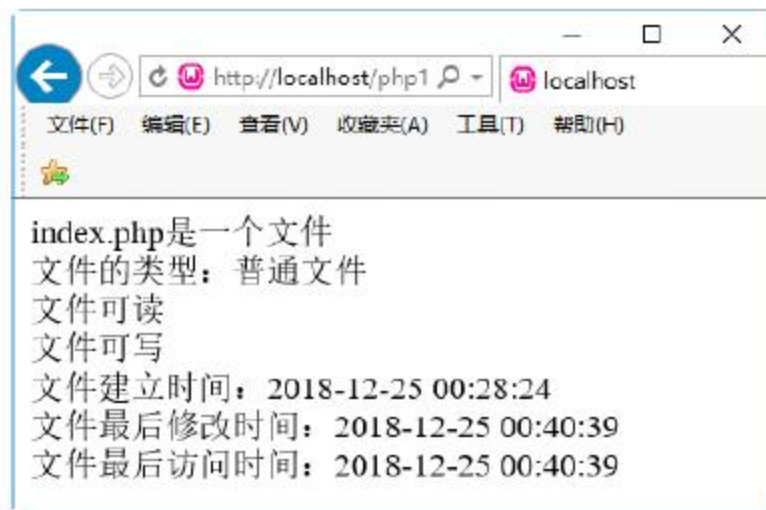 http://localhost/php1
localhost
文件(F) 编辑(E) 查看(V) 收藏夹(A) 工具(T) 帮助(H)
index.php是一个文件
文件的类型：普通文件
文件可读
文件可写
文件建立时间：2018-12-25 00:28:24
文件最后修改时间：2018-12-25 00:40:39
文件最后访问时间：2018-12-25 00:40:39